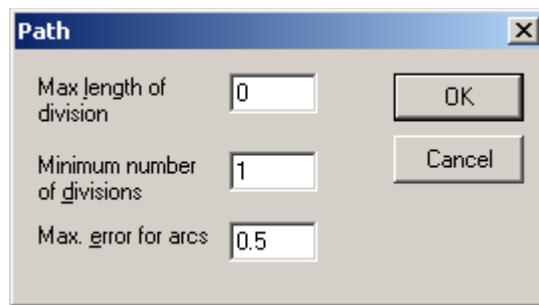 Path
Max length of
division
0
OK
Minimum number
of divisions
1
Cancel
Max. error for arcs
0.5